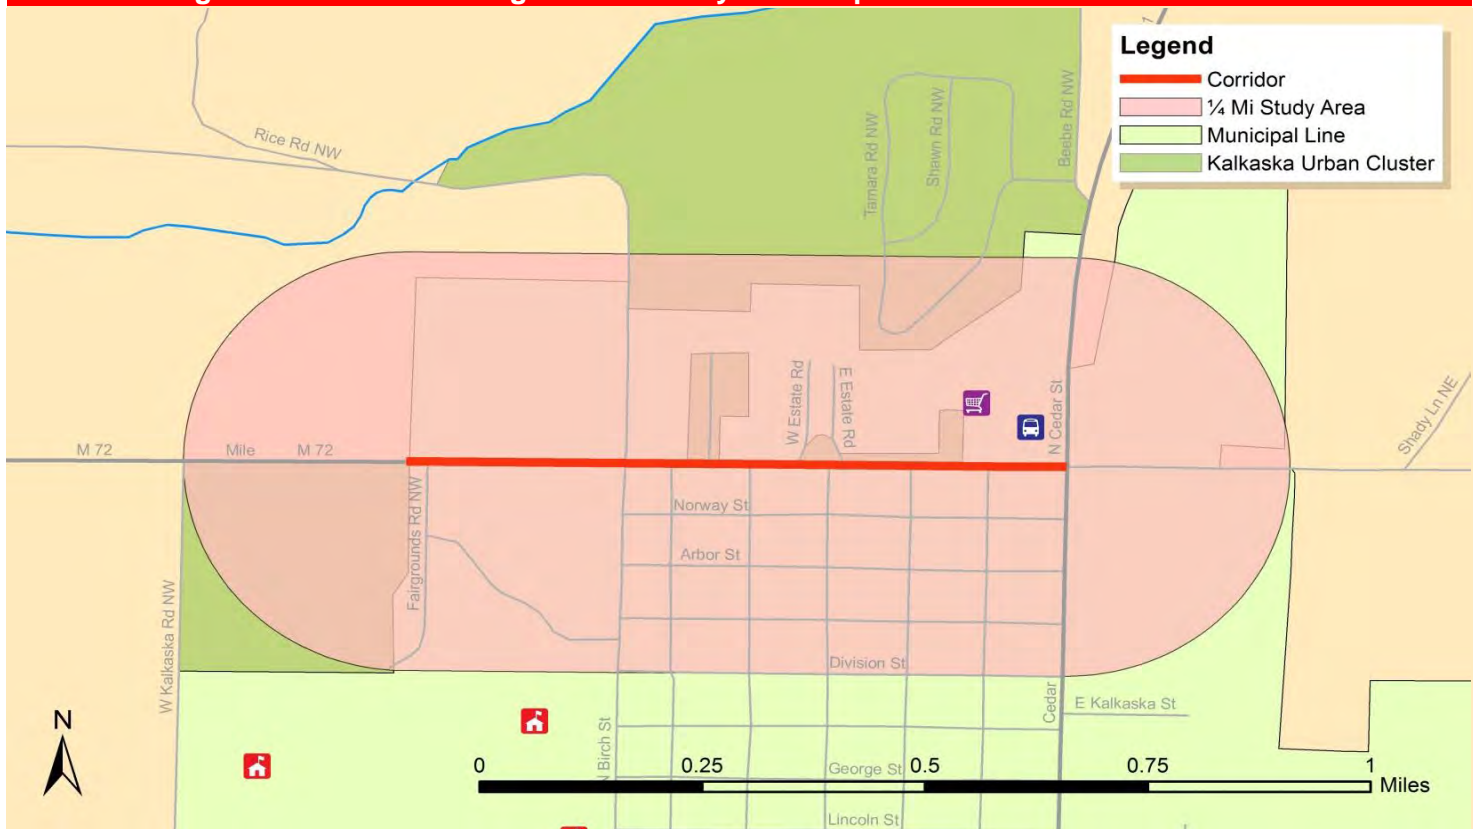 Legend
Corridor
¼ Mi Study Area
Municipal Line
Kalkaska Urban Cluster
Rice Rd NW
Tamara Rd NW
Shawn Rd NW
Beebe Rd NW
W Estate Rd
E Estate Rd
N Cedar St
Shady Ln NE
M 72
Mile
M 72
Fairgrounds Rd NW
Norway St
Arbor St
W Kalkaska Rd NW
Division St
Cedar
E Kalkaska St
N
N Birch St
George St
0 0.25 0.5 0.75 1
Miles
Lincoln St